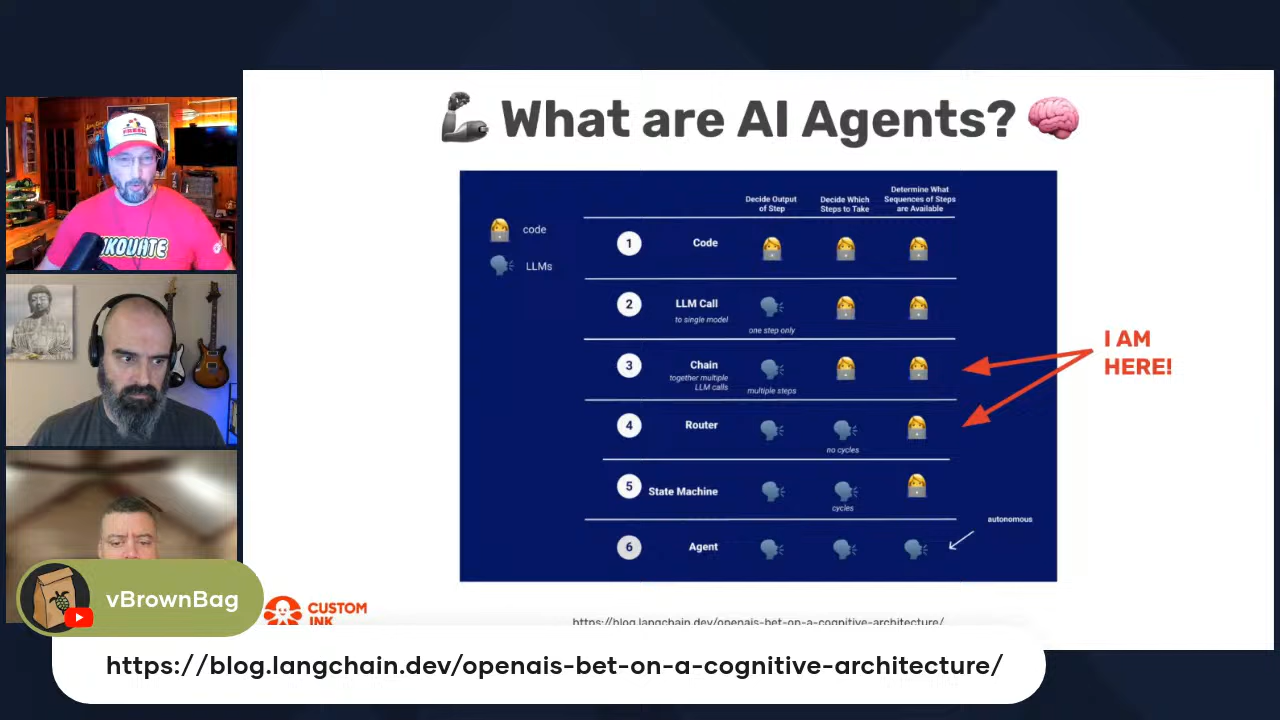 What are AI Agents?
Decide Output
of Step
Decide Which
Steps to Take
Determine What
Sequences of Steps
are Available
code
LLMs
1 Code
2 LLM Call
to single model
one step only
3 Chain
together multiple
LLM calls
multiple steps
4 Router
no cycles
5 State Machine
cycles
6 Agent
autonomous
I AM
HERE!
FRESH
INKOVATE
CUSTOM
INK
https://blog.langchain.dev/openais-bet-on-a-cognitive-architecture/
vBrownBag
https://blog.langchain.dev/openais-bet-on-a-cognitive-architecture/